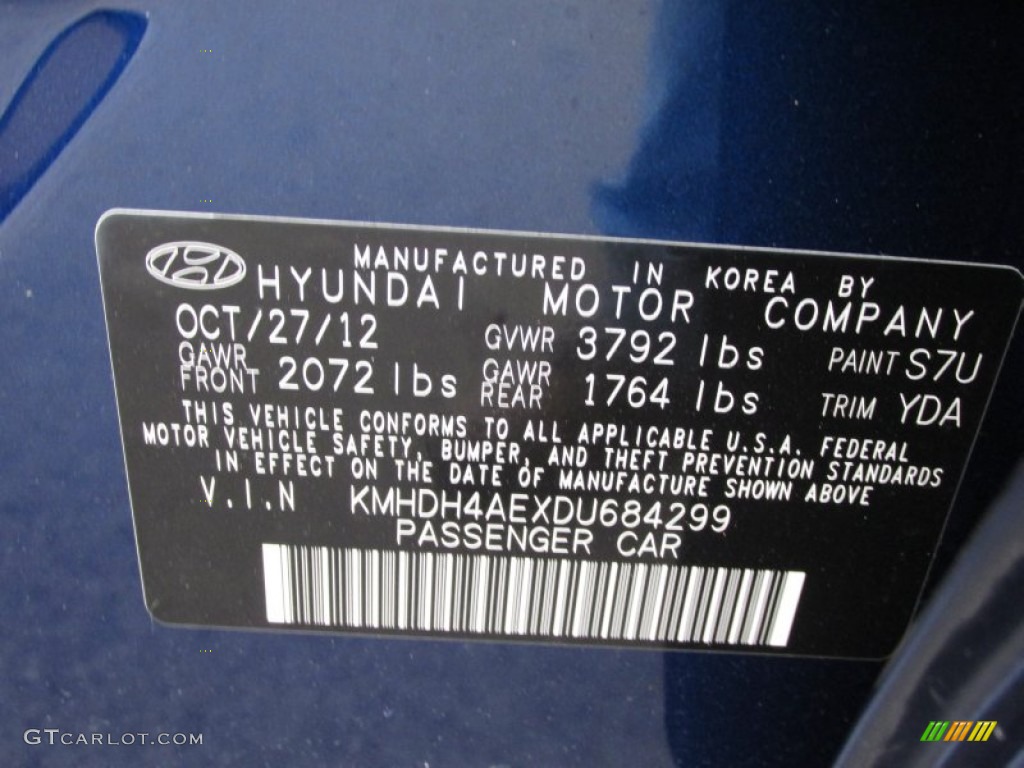 MANUFACTURED IN KOREA BY
HYUNDAI MOTOR COMPANY
OCT/27/12 GVWR 3792 lbs PAINT S7U
GAWR FRONT 2072 lbs GAWR REAR 1764 lbs TRIM YDA
THIS VEHICLE CONFORMS TO ALL APPLICABLE U.S.A. FEDERAL
MOTOR VEHICLE SAFETY, BUMPER, AND THEFT PREVENTION STANDARDS
IN EFFECT ON THE DATE OF MANUFACTURE SHOWN ABOVE
V.I.N KMHDH4AEXDU684299
PASSENGER CAR
GTCARLOT.COM